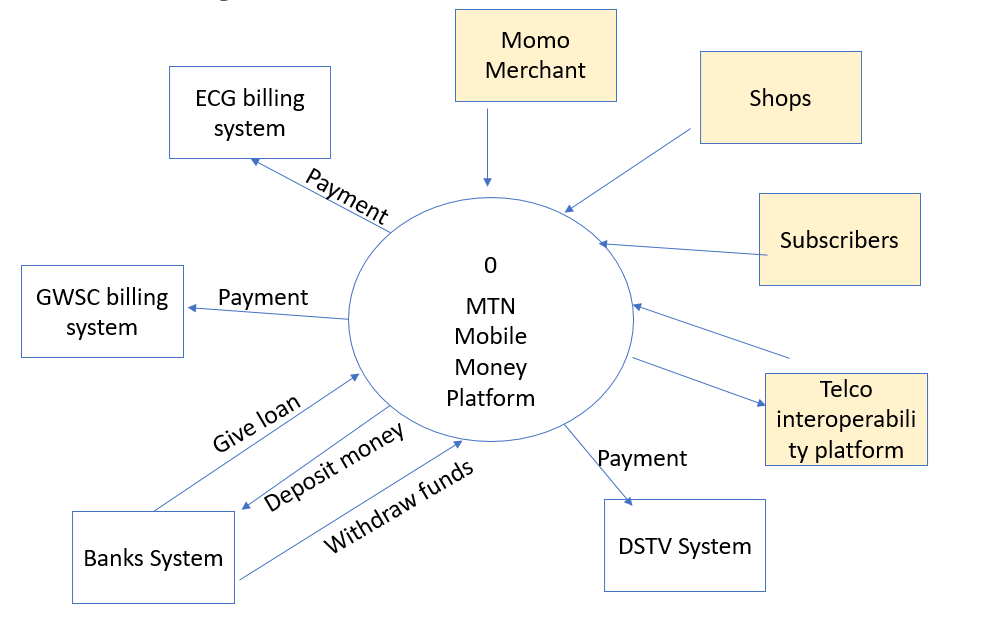 Momo
Merchant
Shops
ECG billing
system
Payment
Subscribers
0
MTN
Mobile
Money
Platform
GWSC billing
system
Payment
Telco
interoperabili
ty platform
Give loan
Deposit money
Withdraw funds
Payment
Banks System
DSTV System